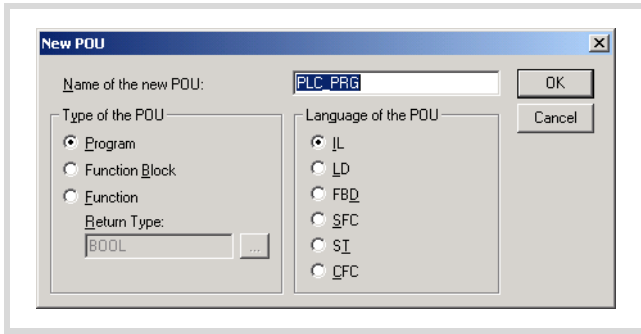 New POU
Name of the new POU:
PLC_PRG
OK
Cancel
Type of the POU
Program
Function Block
Function
Return Type:
BOOL
...
Language of the POU
IL
LD
FBD
SFC
ST
CFC